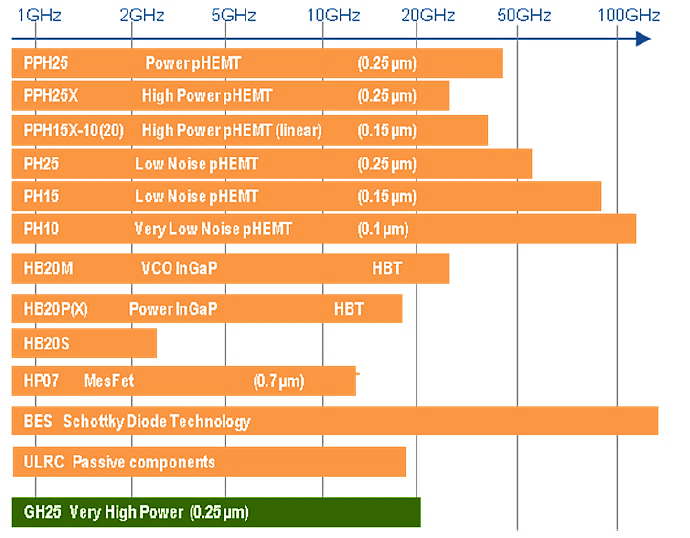 1GHz 2GHz 5GHz 10GHz 20GHz 50GHz 100GHz
PPH25 Power pHEMT (0.25 µm)
PPH25X High Power pHEMT (0.25 µm)
PPH15X-10(20) High Power pHEMT (linear) (0.15 µm)
PH25 Low Noise pHEMT (0.25 µm)
PH15 Low Noise pHEMT (0.15 µm)
PH10 Very Low Noise pHEMT (0.1 µm)
HB20M VCO InGaP HBT
HB20P(X) Power InGaP HBT
HB20S
HP07 MesFet (0.7 µm)
BES Schottky Diode Technology
ULRC Passive components
GH25 Very High Power (0.25 µm)